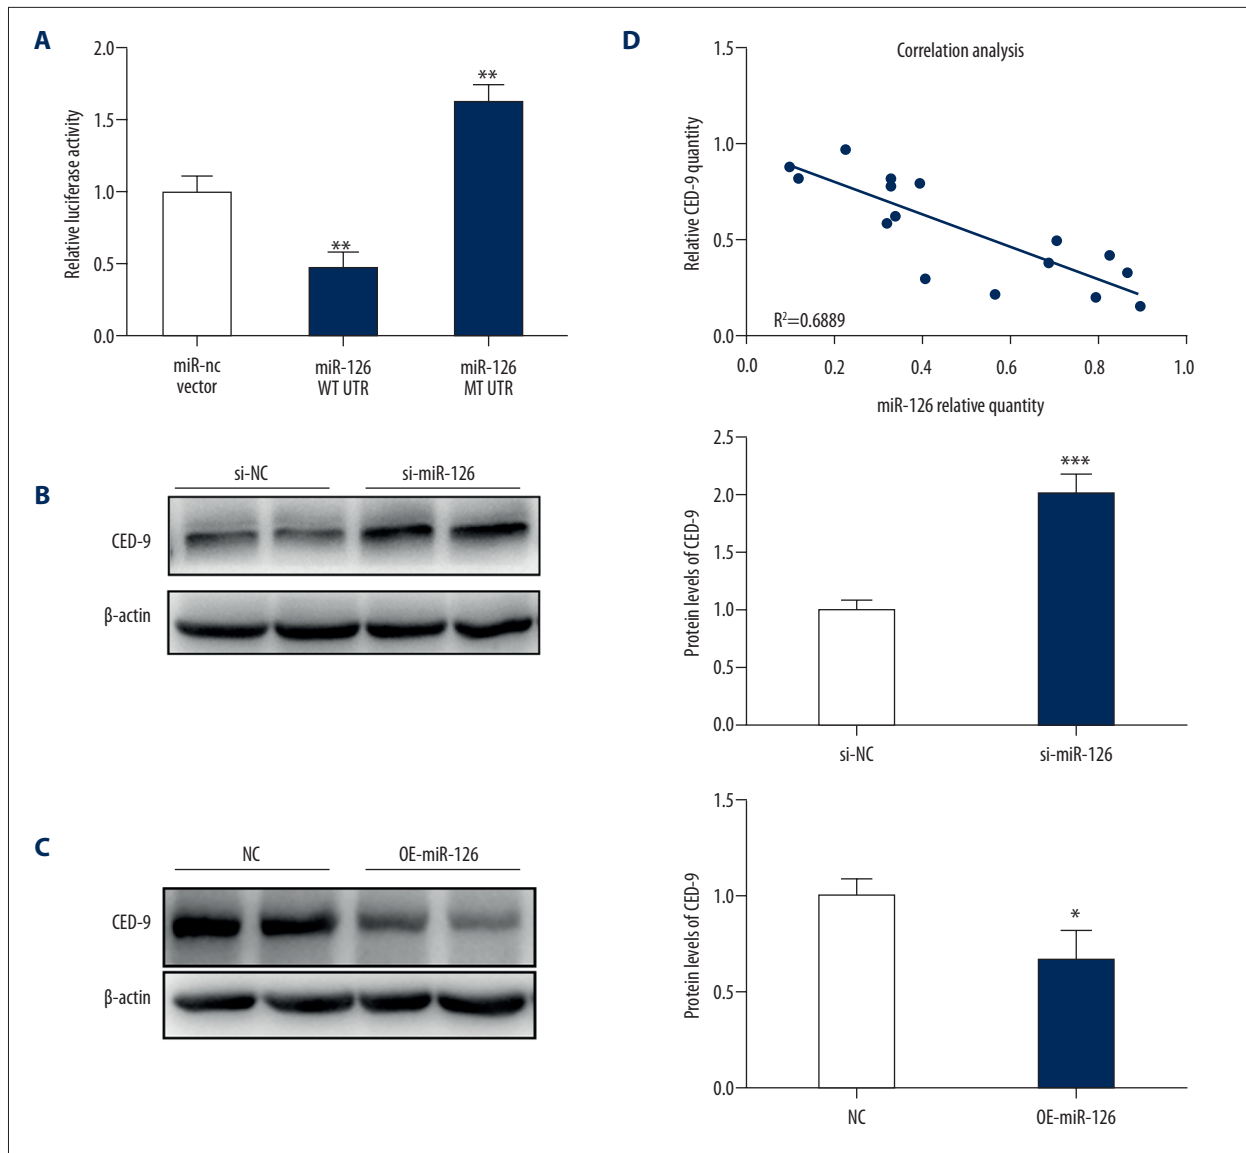 A
2.0
1.5
1.0
0.5
0.0
Relative luciferase activity
**
**
miR-nc
vector
miR-126
WT UTR
miR-126
MT UTR
D
Correlation analysis
1.5
1.0
0.5
0.0
Relative CED-9 quantity
R²=0.6889
0.0 0.2 0.4 0.6 0.8 1.0
miR-126 relative quantity
B
si-NC si-miR-126
CED-9
β-actin
2.5
2.0
1.5
1.0
0.5
0.0
Protein levels of CED-9
***
si-NC si-miR-126
C
NC OE-miR-126
CED-9
β-actin
1.5
1.0
0.5
0.0
Protein levels of CED-9
*
NC OE-miR-126